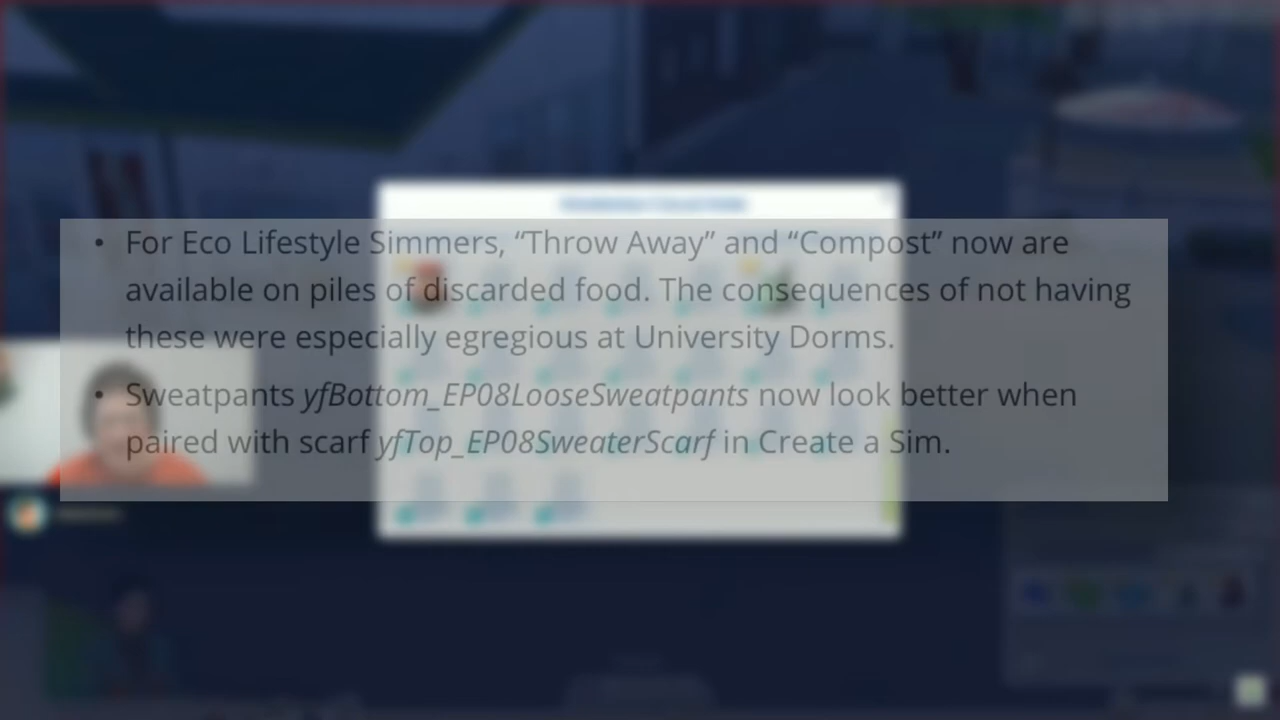 • For Eco Lifestyle Simmers, “Throw Away” and “Compost” now are
available on piles of discarded food. The consequences of not having
these were especially egregious at University Dorms.
• Sweatpants yfBottom_EP08LooseSweatpants now look better when
paired with scarf yfTop_EP08SweaterScarf in Create a Sim.